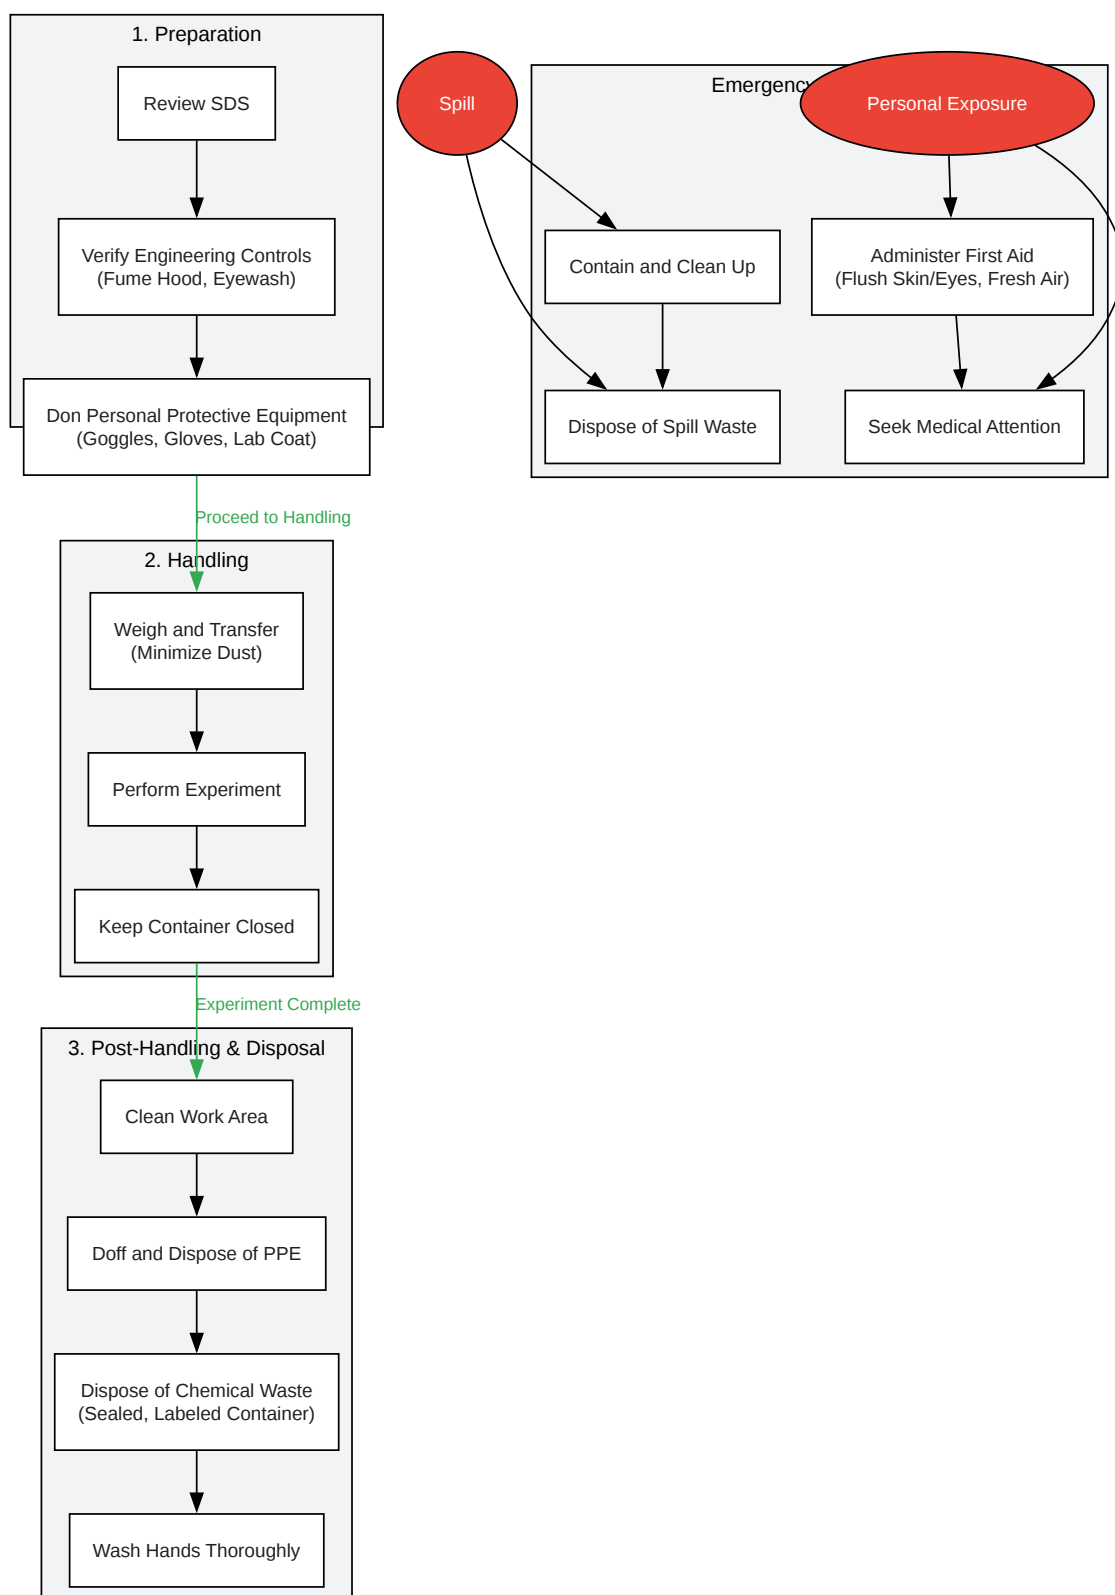 1. Preparation
Review SDS
Verify Engineering Controls
(Fume Hood, Eyewash)
Don Personal Protective Equipment
(Goggles, Gloves, Lab Coat)
Proceed to Handling
2. Handling
Weigh and Transfer
(Minimize Dust)
Perform Experiment
Keep Container Closed
Experiment Complete
3. Post-Handling & Disposal
Clean Work Area
Doff and Dispose of PPE
Dispose of Chemical Waste
(Sealed, Labeled Container)
Wash Hands Thoroughly
Spill
Emergency
Personal Exposure
Contain and Clean Up
Administer First Aid
(Flush Skin/Eyes, Fresh Air)
Dispose of Spill Waste
Seek Medical Attention